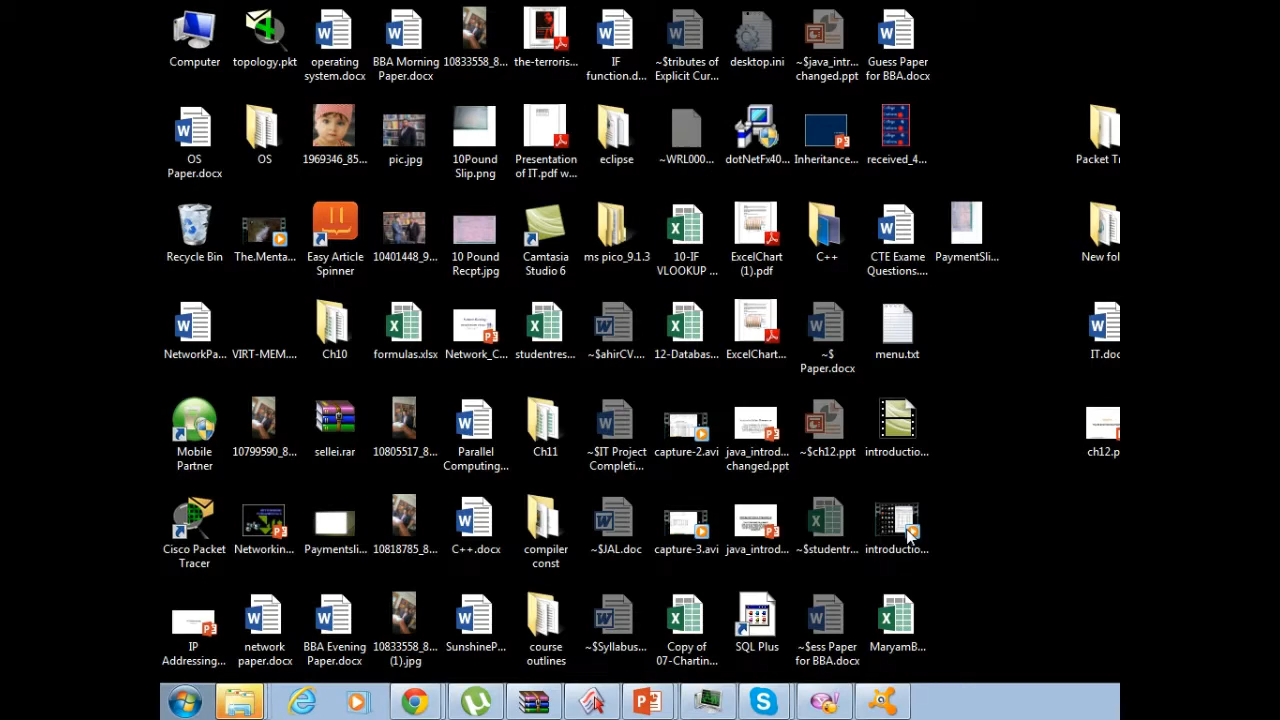 Computer
topology.pkt
operating
system.docx
BBA Morning
Paper.docx
10833558_8...
the-terroris...
IF
function.d...
~$tributes of
Explicit Cur...
desktop.ini
~$java_intr...
changed.ppt
Guess Paper
for BBA.docx
OS
Paper.docx
OS
1969346_85...
pic.jpg
10Pound
Slip.png
Presentation
of IT.pdf w...
eclipse
~WRL000...
dotNetFx40...
Inheritance...
received_4...
Packet Tr
Recycle Bin
The.Menta...
Easy Article
Spinner
10401448_9...
10 Pound
Recpt.jpg
Camtasia
Studio 6
ms pico_9.1.3
10-IF
VLOOKUP ...
ExcelChart
(1).pdf
C++
CTE Exame
Questions....
PaymentSli...
New fol
NetworkPa...
VIRT-MEM....
Ch10
formulas.xlsx
Network_C...
studentres...
~$ahirCV....
12-Databas...
ExcelChart...
~$
Paper.docx
menu.txt
IT.doc
Mobile
Partner
10799590_8...
sellei.rar
10805517_8...
Parallel
Computing...
Ch11
~$IT Project
Completi...
capture-2.avi
java_introd...
changed.ppt
~$ch12.ppt
introductio...
ch12.p
Cisco Packet
Tracer
Networkin...
Paymentsli...
10818785_8...
C++.docx
compiler
const
~$JAL.doc
capture-3.avi
java_introd...
~$studentr...
introductio...
IP
Addressing...
network
paper.docx
BBA Evening
Paper.docx
10833558_8...
(1).jpg
SunshineP...
course
outlines
~$Syllabus...
Copy of
07-Chartin...
SQL Plus
~$ess Paper
for BBA.docx
MaryamB...